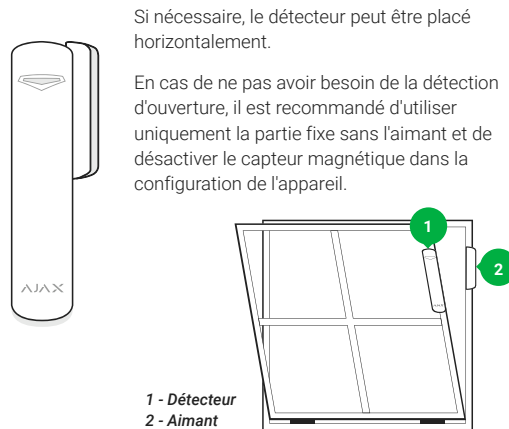 Si nécessaire, le détecteur peut être placé
horizontalement.
En cas de ne pas avoir besoin de la détection
d'ouverture, il est recommandé d'utiliser
uniquement la partie fixe sans l'aimant et de
désactiver le capteur magnétique dans la
configuration de l'appareil.
AJAX
1
2
AJAX
1 - Détecteur
2 - Aimant